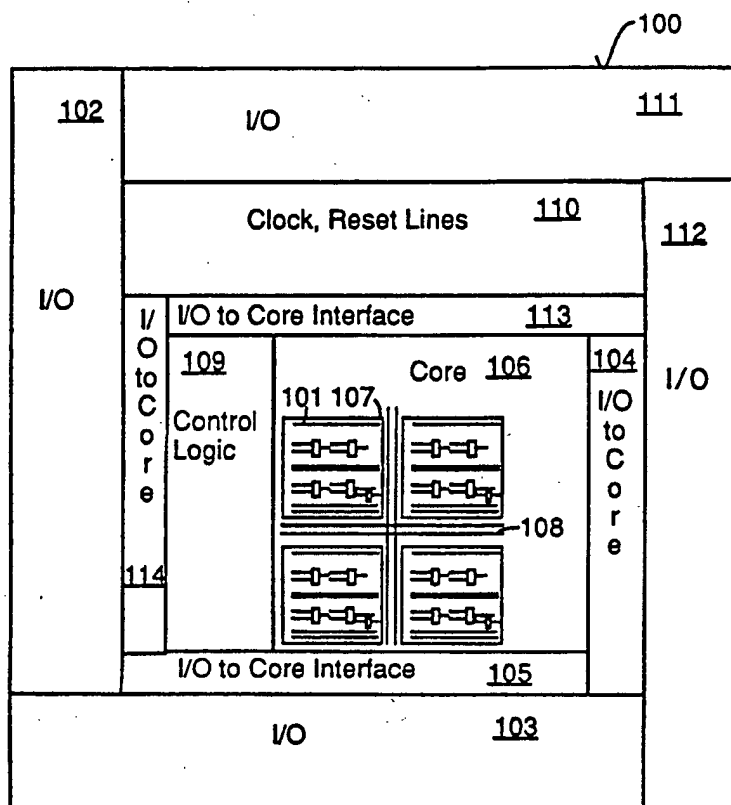 100
102
I/O
111
Clock, Reset Lines
110
112
I/O
I/O to Core Interface
113
I/O
I/
O
to
C
o
r
e
114
109
Control
Logic
Core
106
101
107
108
104
I/O
to
C
o
r
e
I/O to Core Interface
105
I/O
103